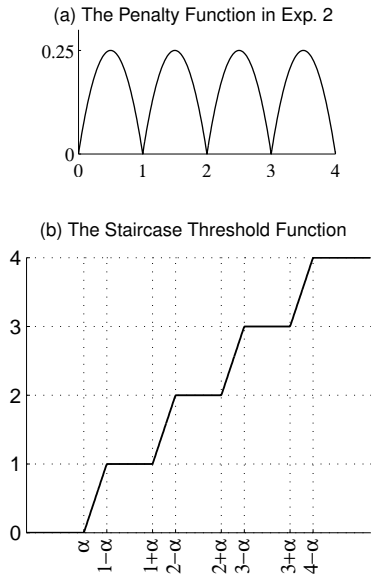 (a) The Penalty Function in Exp. 2
0.25
0
0 1 2 3 4
(b) The Staircase Threshold Function
4
3
2
1
0
α 1−α 1+α 2−α 2+α 3−α 3+α 4−α